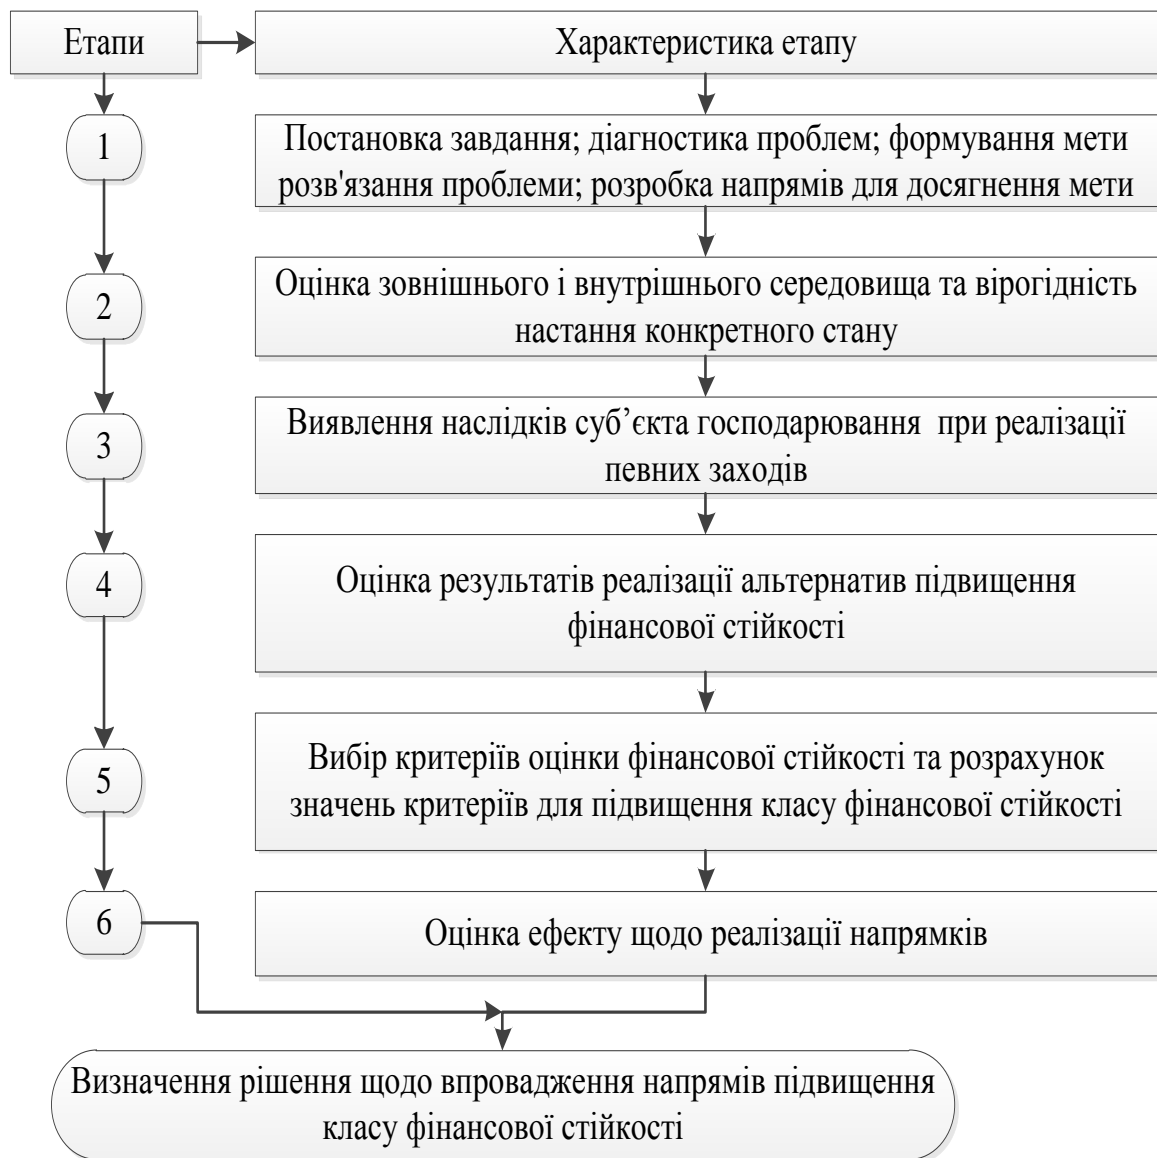 Етапи
Характеристика етапу
1
Постановка завдання; діагностика проблем; формування мети
розв'язання проблеми; розробка напрямів для досягнення мети
2
Оцінка зовнішнього і внутрішнього середовища та вірогідність
настання конкретного стану
3
Виявлення наслідків суб’єкта господарювання  при реалізації
певних заходів
4
Оцінка результатів реалізації альтернатив підвищення
фінансової стійкості
5
Вибір критеріїв оцінки фінансової стійкості та розрахунок
значень критеріїв для підвищення класу фінансової стійкості
6
Оцінка ефекту щодо реалізації напрямків
Визначення рішення щодо впровадження напрямів підвищення
класу фінансової стійкості